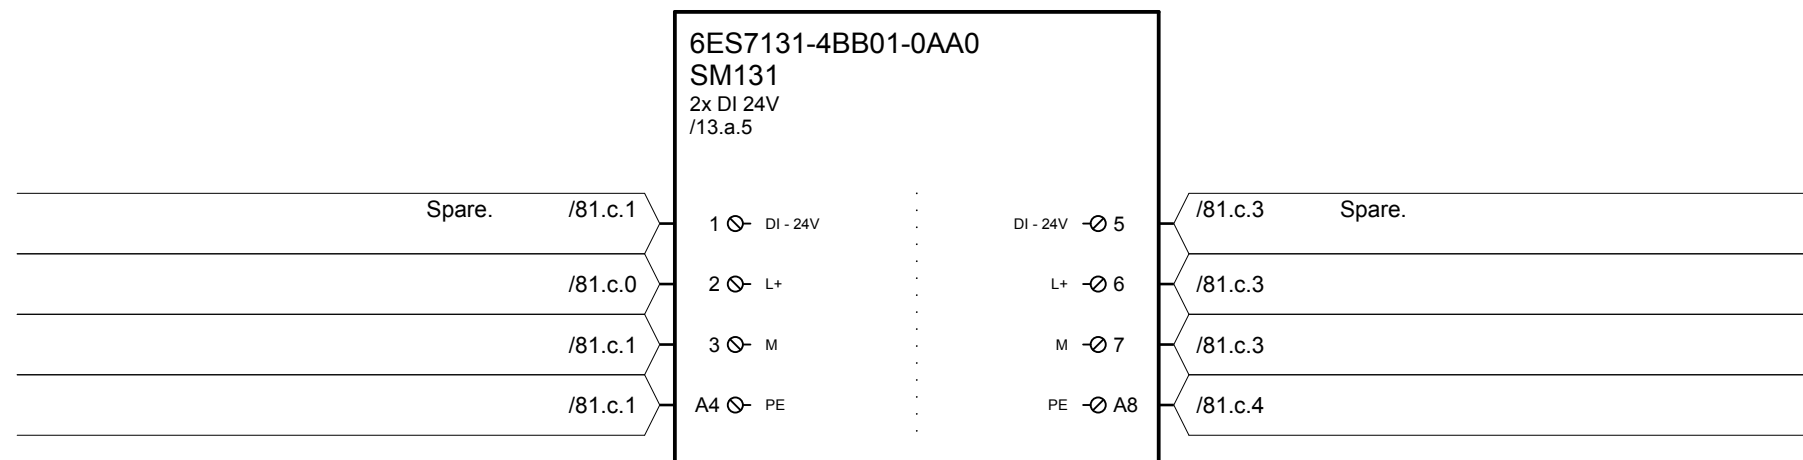 6ES7131-4BB01-0AA0
SM131
2x DI 24V
/13.a.5
Spare. /81.c.1 1 DI - 24V DI - 24V 5 /81.c.3 Spare.
/81.c.0 2 L+ L+ 6 /81.c.3
/81.c.1 3 M M 7 /81.c.3
/81.c.1 A4 PE PE A8 /81.c.4